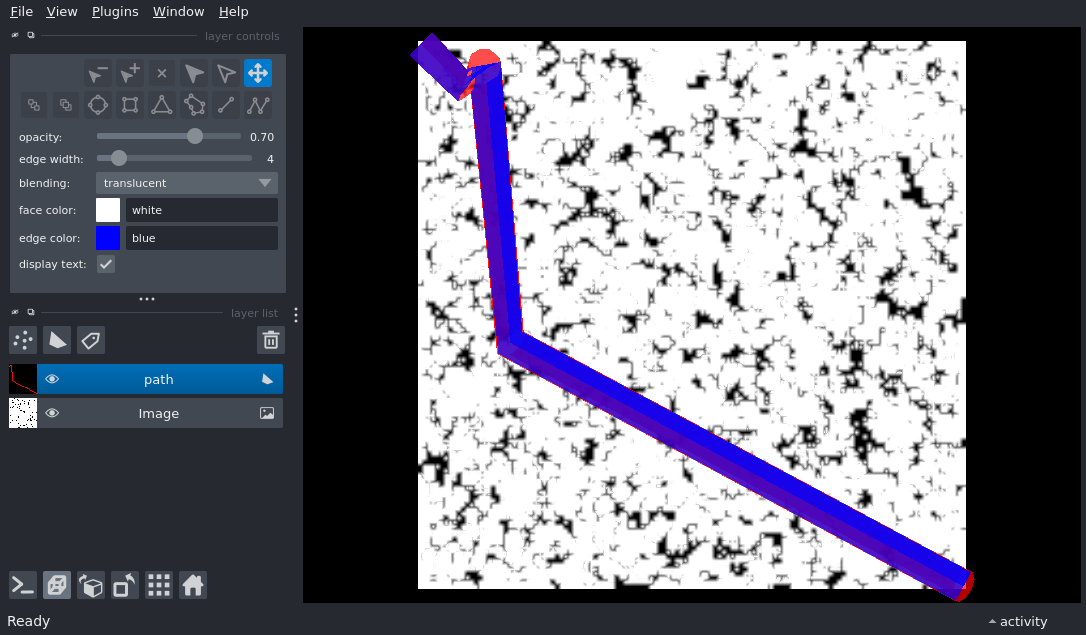 File View Plugins Window Help
layer controls
opacity: 0.70
edge width: 4
blending: translucent
face color: white
edge color: blue
display text:
layer list
path
Image
Ready
activity